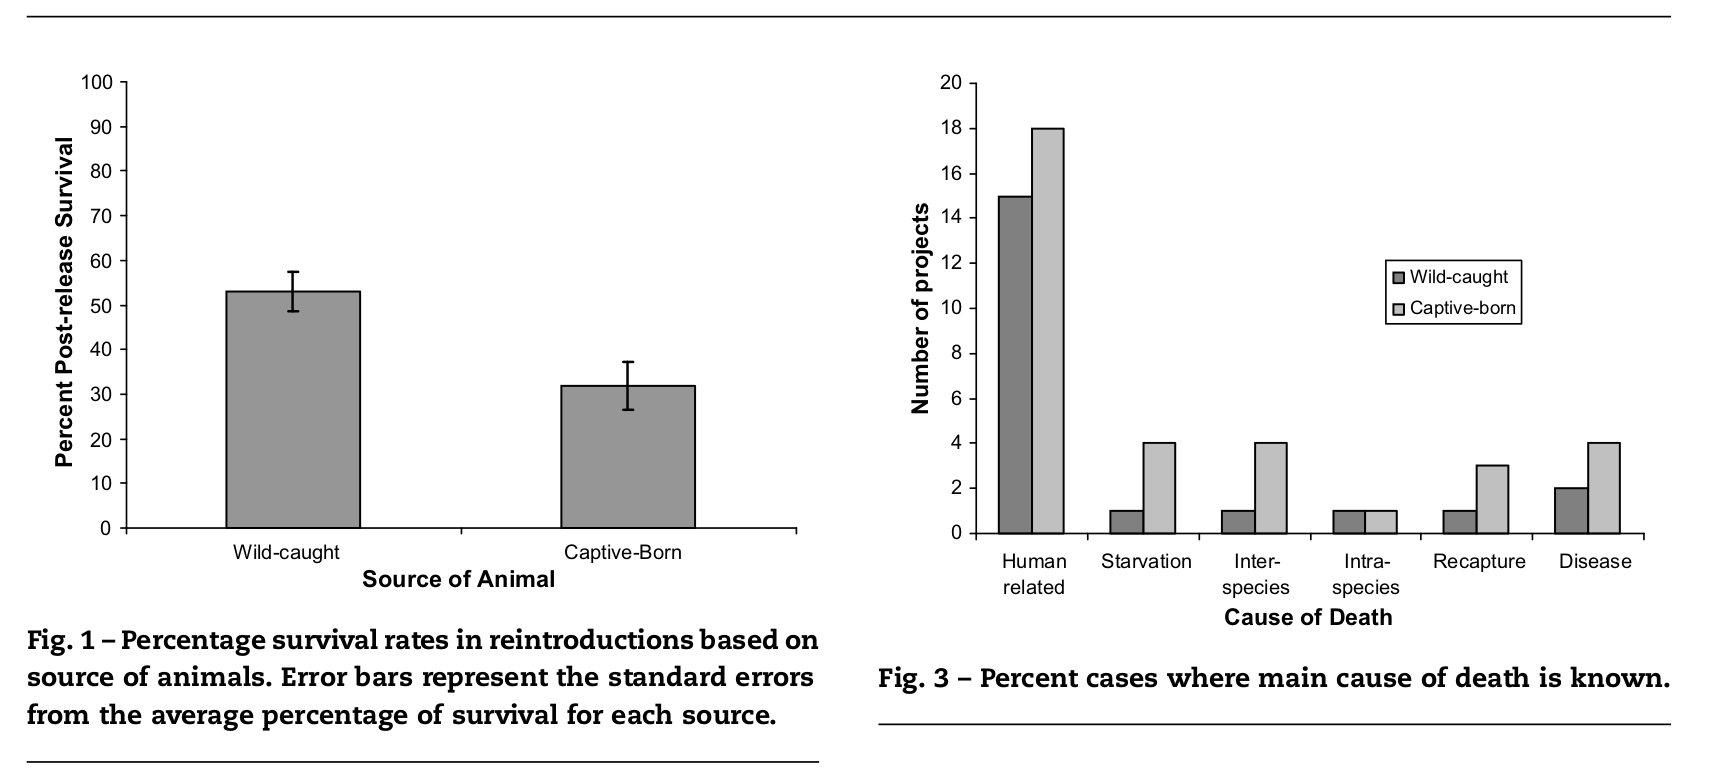 100
90
80
70
60
50
40
30
20
10
0
Percent Post-release Survival
Wild-caught
Captive-Born
Source of Animal
Fig. 1 – Percentage survival rates in reintroductions based on
source of animals. Error bars represent the standard errors
from the average percentage of survival for each source.
20
18
16
14
12
10
8
6
4
2
0
Number of projects
Wild-caught
Captive-born
Human
related
Starvation
Inter-
species
Intra-
species
Recapture
Disease
Cause of Death
Fig. 3 – Percent cases where main cause of death is known.